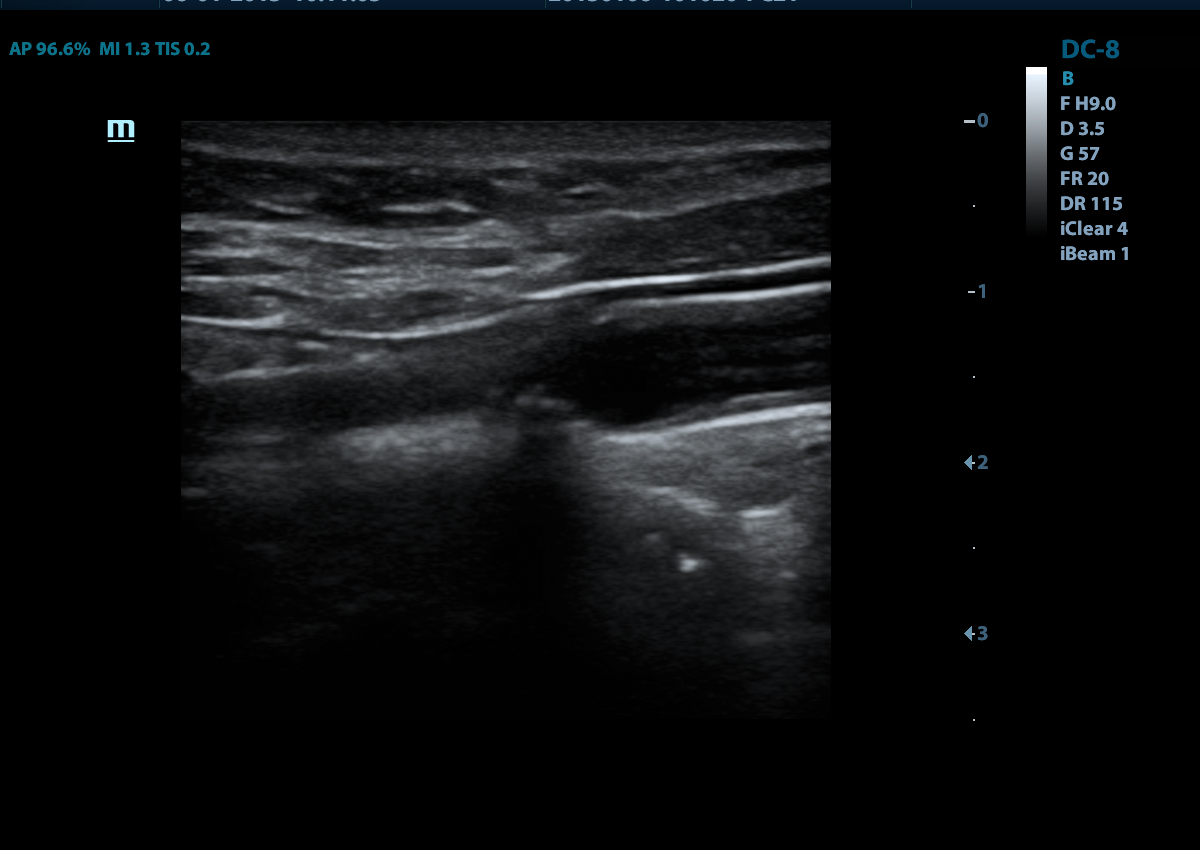 AP 96.6% MI 1.3 TIS 0.2
DC-8
B
F H9.0
D 3.5
G 57
FR 20
DR 115
iClear 4
iBeam 1
m
0
1
2
3